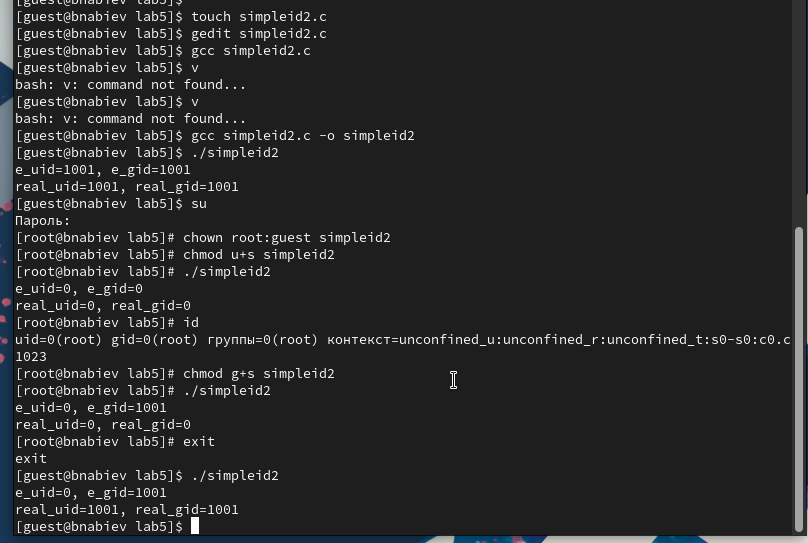 [guest@bnabiev lab5]$ touch simpleid2.c
[guest@bnabiev lab5]$ gedit simpleid2.c
[guest@bnabiev lab5]$ gcc simpleid2.c
[guest@bnabiev lab5]$ v
bash: v: command not found...
[guest@bnabiev lab5]$ v
bash: v: command not found...
[guest@bnabiev lab5]$ gcc simpleid2.c -o simpleid2
[guest@bnabiev lab5]$ ./simpleid2
e_uid=1001, e_gid=1001
real_uid=1001, real_gid=1001
[guest@bnabiev lab5]$ su
Пароль:
[root@bnabiev lab5]# chown root:guest simpleid2
[root@bnabiev lab5]# chmod u+s simpleid2
[root@bnabiev lab5]# ./simpleid2
e_uid=0, e_gid=0
real_uid=0, real_gid=0
[root@bnabiev lab5]# id
uid=0(root) gid=0(root) группы=0(root) контекст=unconfined_u:unconfined_r:unconfined_t:s0-s0:c0.c
1023
[root@bnabiev lab5]# chmod g+s simpleid2
[root@bnabiev lab5]# ./simpleid2
e_uid=0, e_gid=1001
real_uid=0, real_gid=0
[root@bnabiev lab5]# exit
exit
[guest@bnabiev lab5]$ ./simpleid2
e_uid=0, e_gid=1001
real_uid=1001, real_gid=1001
[guest@bnabiev lab5]$